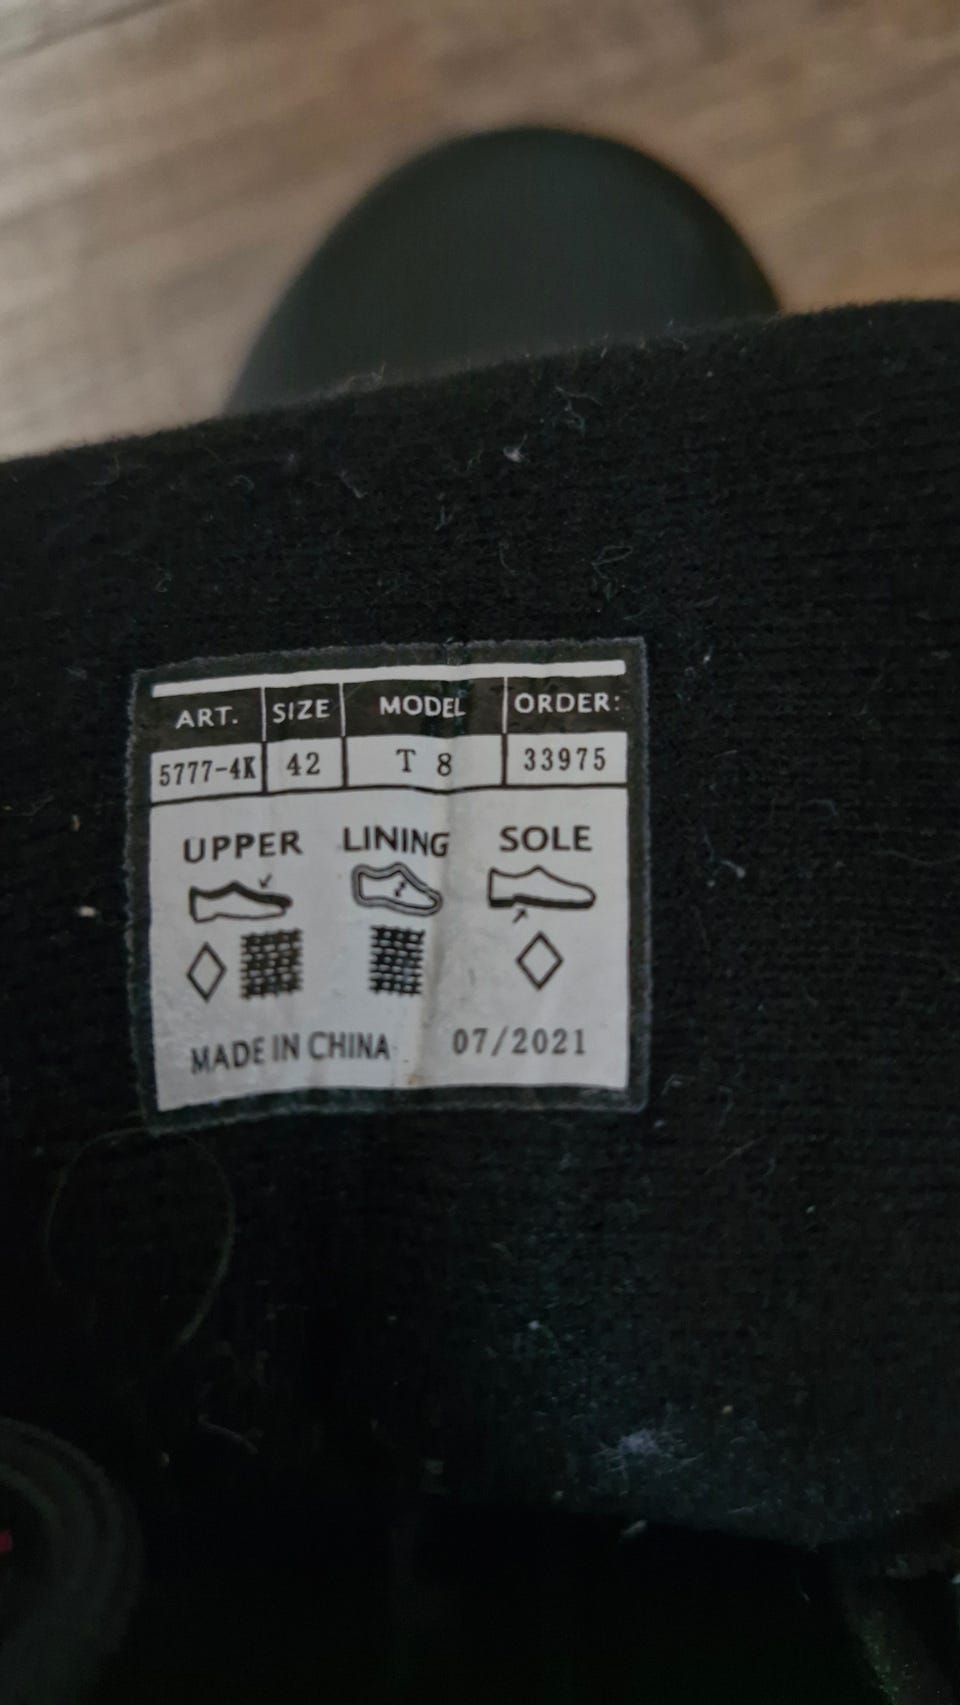 ART. SIZE MODEL ORDER:
5777-4K 42 T 8 33975
UPPER LINING SOLE
MADE IN CHINA 07/2021